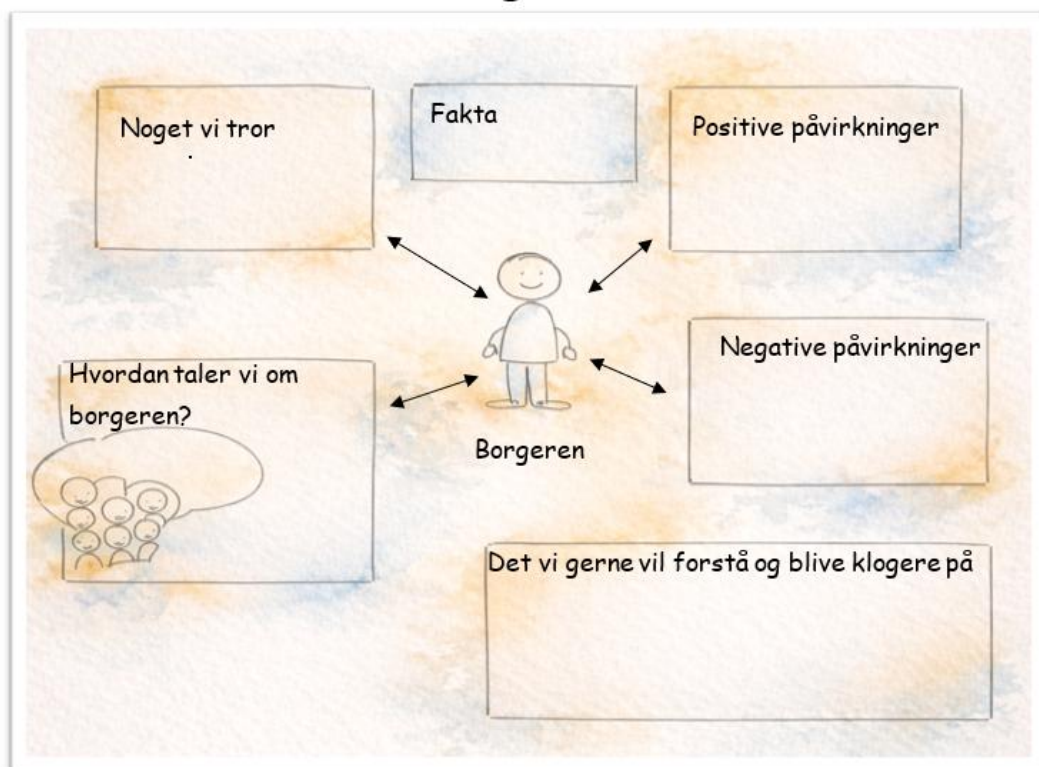 Noget vi tror
Fakta
Positive påvirkninger
Negative påvirkninger
Hvordan taler vi om
borgeren?
Borgeren
Det vi gerne vil forstå og blive klogere på